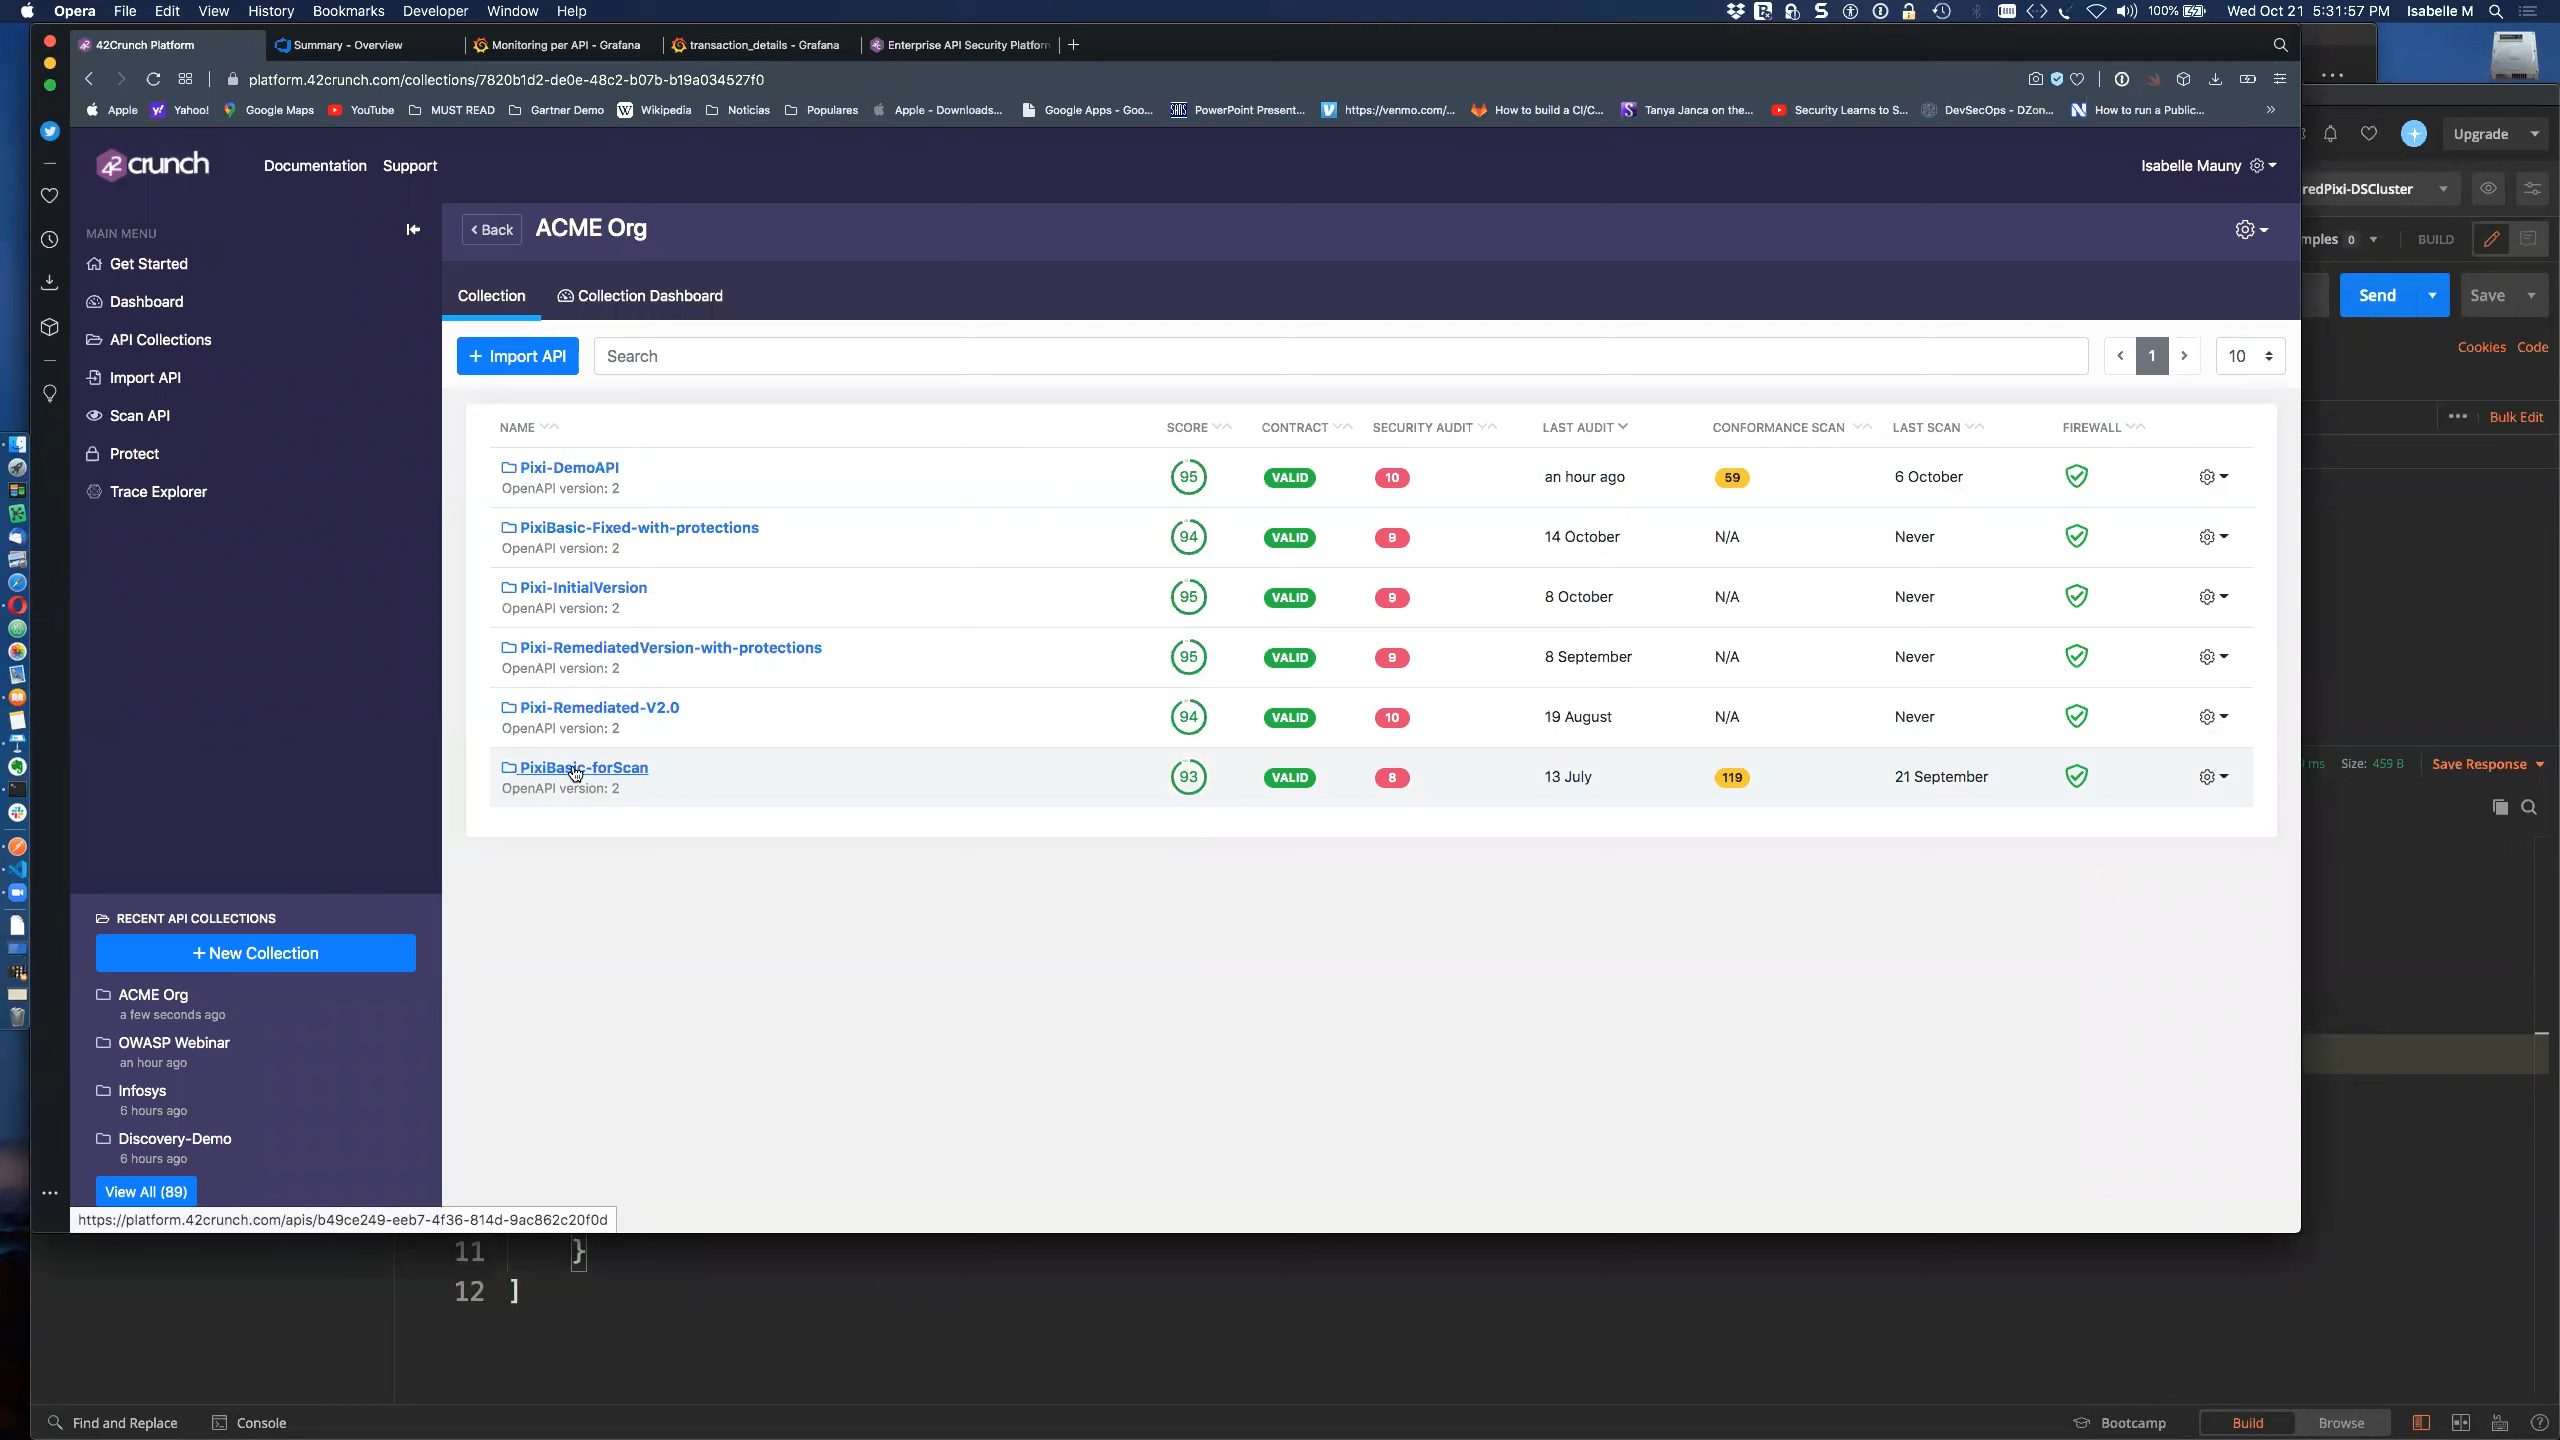 Opera File Edit View History Bookmarks Developer Window Help
100% Wed Oct 21 5:31:57 PM Isabelle M
42Crunch Platform
Summary - Overview
Monitoring per API - Grafana
transaction_details - Grafana
Enterprise API Security Platform
platform.42crunch.com/collections/7820b1d2-de0e-48c2-b07b-b19a034527f0
Apple Yahoo! Google Maps YouTube MUST READ Gartner Demo Wikipedia Noticias Populares Apple - Downloads... Google Apps - Goo... PowerPoint Present... https://venmo.com/... How to build a CI/C... Tanya Janca on the... Security Learns to S... DevSecOps - DZon... How to run a Public...
Upgrade
42crunch
Documentation Support
Isabelle Mauny
redPixi-DSCluster
MAIN MENU
Back
ACME Org
mples 0 BUILD
Get Started
Dashboard
API Collections
Import API
Scan API
Protect
Trace Explorer
Collection Collection Dashboard
Send Save
+ Import API
Search
1
10
Cookies Code
Bulk Edit
NAME SCORE CONTRACT SECURITY AUDIT LAST AUDIT CONFORMANCE SCAN LAST SCAN FIREWALL
Pixi-DemoAPI 95 VALID 10 an hour ago 59 6 October
OpenAPI version: 2
PixiBasic-Fixed-with-protections 94 VALID 9 14 October N/A Never
OpenAPI version: 2
Pixi-InitialVersion 95 VALID 9 8 October N/A Never
OpenAPI version: 2
Pixi-RemediatedVersion-with-protections 95 VALID 9 8 September N/A Never
OpenAPI version: 2
Pixi-Remediated-V2.0 94 VALID 10 19 August N/A Never
OpenAPI version: 2
PixiBasic-forScan 93 VALID 8 13 July 119 21 September
OpenAPI version: 2
ms Size: 459 B Save Response
RECENT API COLLECTIONS
+ New Collection
ACME Org
a few seconds ago
OWASP Webinar
an hour ago
Infosys
6 hours ago
Discovery-Demo
6 hours ago
View All (89)
https://platform.42crunch.com/apis/b49ce249-eeb7-4f36-814d-9ac862c20f0d
11 }
12 ]
Find and Replace Console
Bootcamp Build Browse